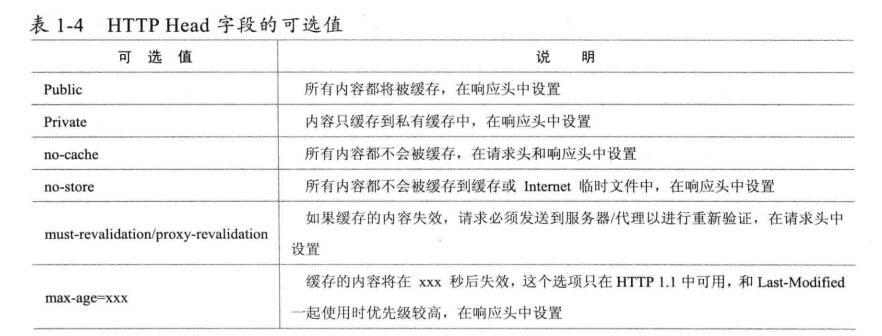 表 1-4 HTTP Head 字段的可选值
可 选 值 说 明
Public 所有内容都将被缓存，在响应头中设置
Private 内容只缓存到私有缓存中，在响应头中设置
no-cache 所有内容都不会被缓存，在请求头和响应头中设置
no-store 所有内容都不会被缓存到缓存或 Internet 临时文件中，在响应头中设置
must-revalidation/proxy-revalidation 如果缓存的内容失效，请求必须发送到服务器/代理以进行重新验证，在请求头中
设置
max-age=xxx 缓存的内容将在 xxx 秒后失效，这个选项只在 HTTP 1.1 中可用，和 Last-Modified
一起使用时优先级较高，在响应头中设置